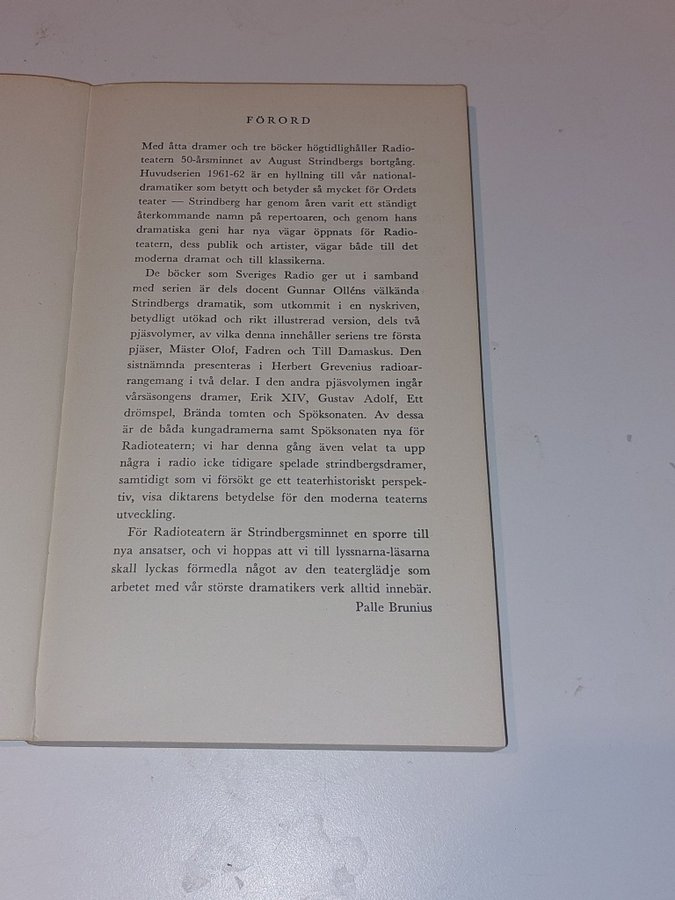 FÖRORD
Med åtta dramer och tre böcker högtidlighåller Radio-
teatern 50-årsminnet av August Strindbergs bortgång.
Huvudserien 1961-62 är en hyllning till vår national-
dramatiker som betytt och betyder så mycket för Ordets
teater — Strindberg har genom åren varit ett ständigt
återkommande namn på repertoaren, och genom hans
dramatiska geni har nya vägar öppnats för Radio-
teatern, dess publik och artister, vägar både till det
moderna dramat och till klassikerna.
De böcker som Sveriges Radio ger ut i samband
med serien är dels docent Gunnar Olléns välkända
Strindbergs dramatik, som utkommit i en nyskriven,
betydligt utökad och rikt illustrerad version, dels två
pjäsvolymer, av vilka denna innehåller seriens tre första
pjäser, Mäster Olof, Fadren och Till Damaskus. Den
sistnämnda presenteras i Herbert Grevenius radioar-
rangemang i två delar. I den andra pjäsvolymen ingår
vårsäsongens dramer, Erik XIV, Gustav Adolf, Ett
drömspel, Brända tomten och Spöksonaten. Av dessa
är de båda kungadramerna samt Spöksonaten nya för
Radioteatern; vi har denna gång även velat ta upp
några i radio icke tidigare spelade strindbergsdramer,
samtidigt som vi försökt ge ett teaterhistoriskt perspek-
tiv, visa diktarens betydelse för den moderna teaterns
utveckling.
För Radioteatern är Strindbergsminnet en sporre till
nya ansatser, och vi hoppas att vi till lyssnarna-läsarna
skall lyckas förmedla något av den teaterglädje som
arbetet med vår störste dramatikers verk alltid innebär.
Palle Brunius